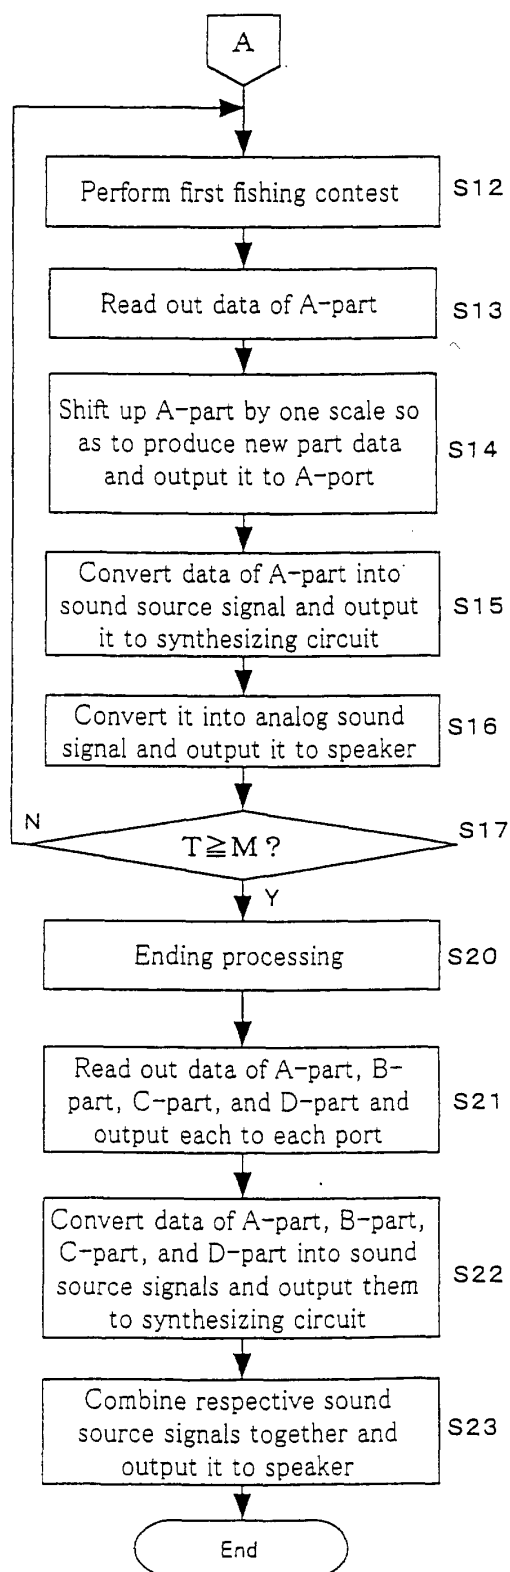 A
Perform first fishing contest
S12
Read out data of A-part
S13
Shift up A-part by one scale so
as to produce new part data
and output it to A-port
S14
Convert data of A-part into
sound source signal and output
it to synthesizing circuit
S15
Convert it into analog sound
signal and output it to speaker
S16
N
T≧M ?
S17
Y
Ending processing
S20
Read out data of A-part, B-
part, C-part, and D-part and
output each to each port
S21
Convert data of A-part, B-part,
C-part, and D-part into sound
source signals and output them
to synthesizing circuit
S22
Combine respective sound
source signals together and
output it to speaker
S23
End